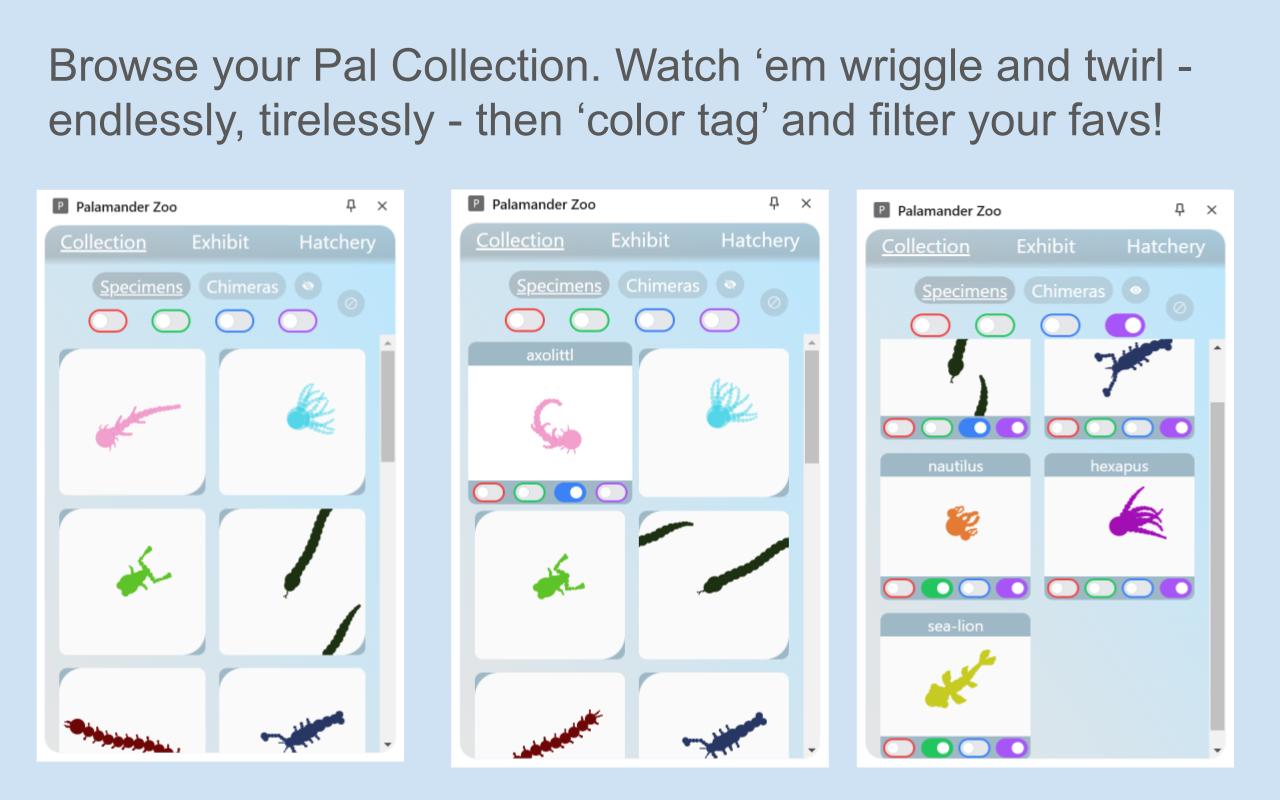 Browse your Pal Collection. Watch ‘em wriggle and twirl -
endlessly, tirelessly - then ‘color tag’ and filter your favs!
P Palamander Zoo
Collection Exhibit Hatchery
Specimens Chimeras
P Palamander Zoo
Collection Exhibit Hatchery
Specimens Chimeras
axolittl
P Palamander Zoo
Collection Exhibit Hatchery
Specimens Chimeras
nautilus hexapus
sea-lion